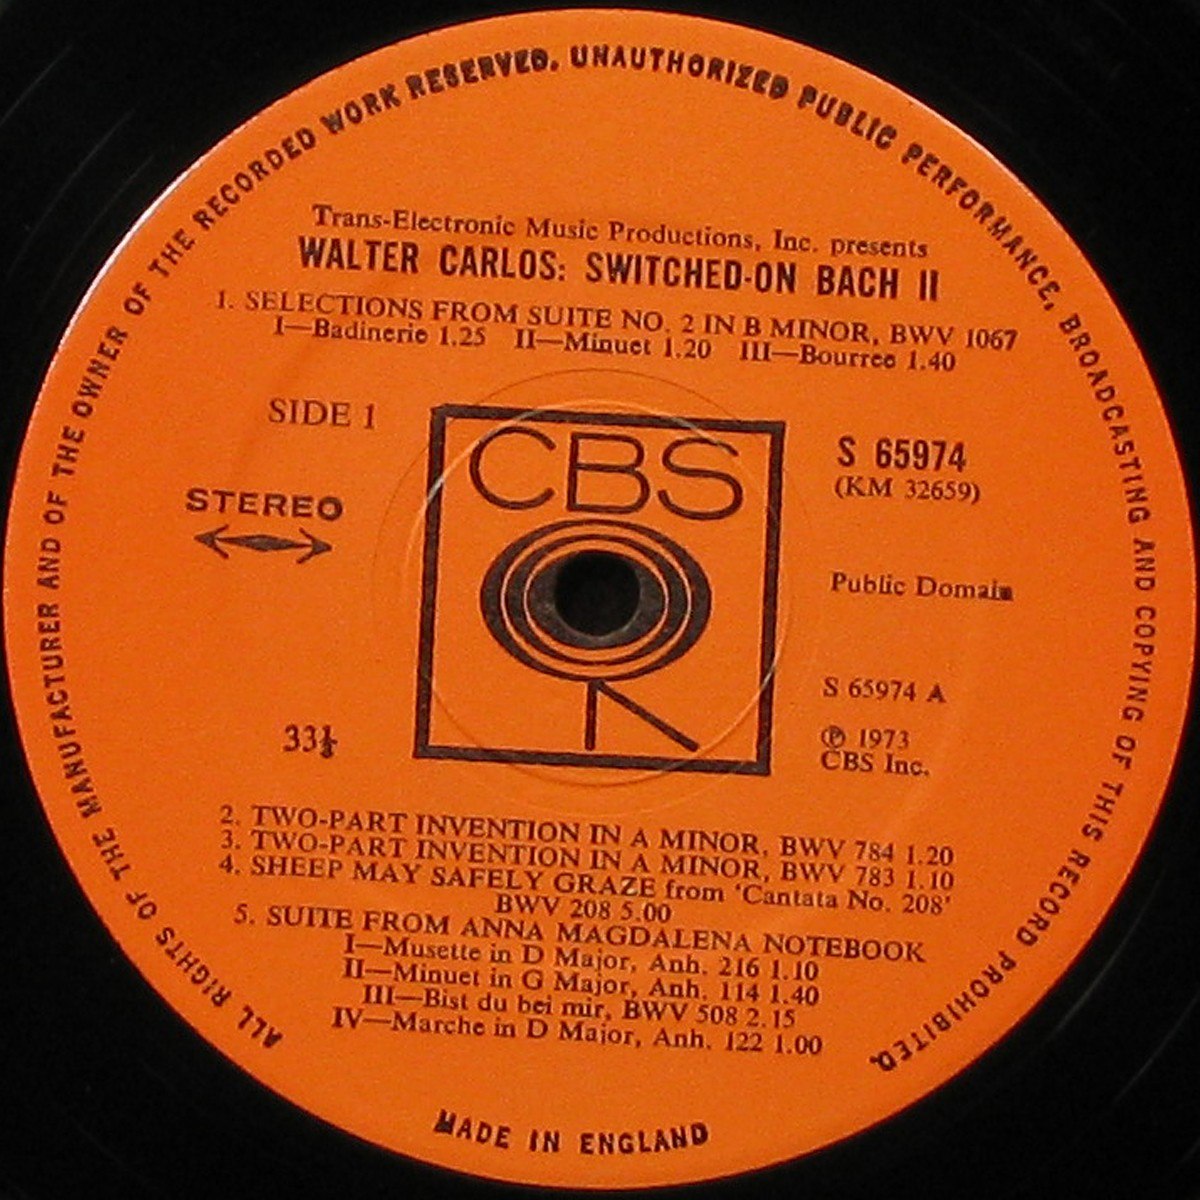 ALL RIGHTS OF THE MANUFACTURER AND OF THE OWNER OF THE RECORDED WORK RESERVED. UNAUTHORIZED PUBLIC PERFORMANCE, BROADCASTING AND COPYING OF THIS RECORD PROHIBITED.
Trans-Electronic Music Productions, Inc. presents
WALTER CARLOS: SWITCHED-ON BACH II
1. SELECTIONS FROM SUITE NO. 2 IN B MINOR, BWV 1067
I—Badinerie 1.25 II—Minuet 1.20 III—Bourree 1.40
SIDE 1
CBS
S 65974
(KM 32659)
STEREO
Public Domain
S 65974 A
33⅓
℗ 1973
CBS Inc.
2. TWO-PART INVENTION IN A MINOR, BWV 784 1.20
3. TWO-PART INVENTION IN A MINOR, BWV 783 1.10
4. SHEEP MAY SAFELY GRAZE from 'Cantata No. 208'
BWV 208 5.00
5. SUITE FROM ANNA MAGDALENA NOTEBOOK
I—Musette in D Major, Anh. 216 1.10
II—Minuet in G Major, Anh. 114 1.40
III—Bist du bei mir, BWV 508 2.15
IV—Marche in D Major, Anh. 122 1.00
MADE IN ENGLAND